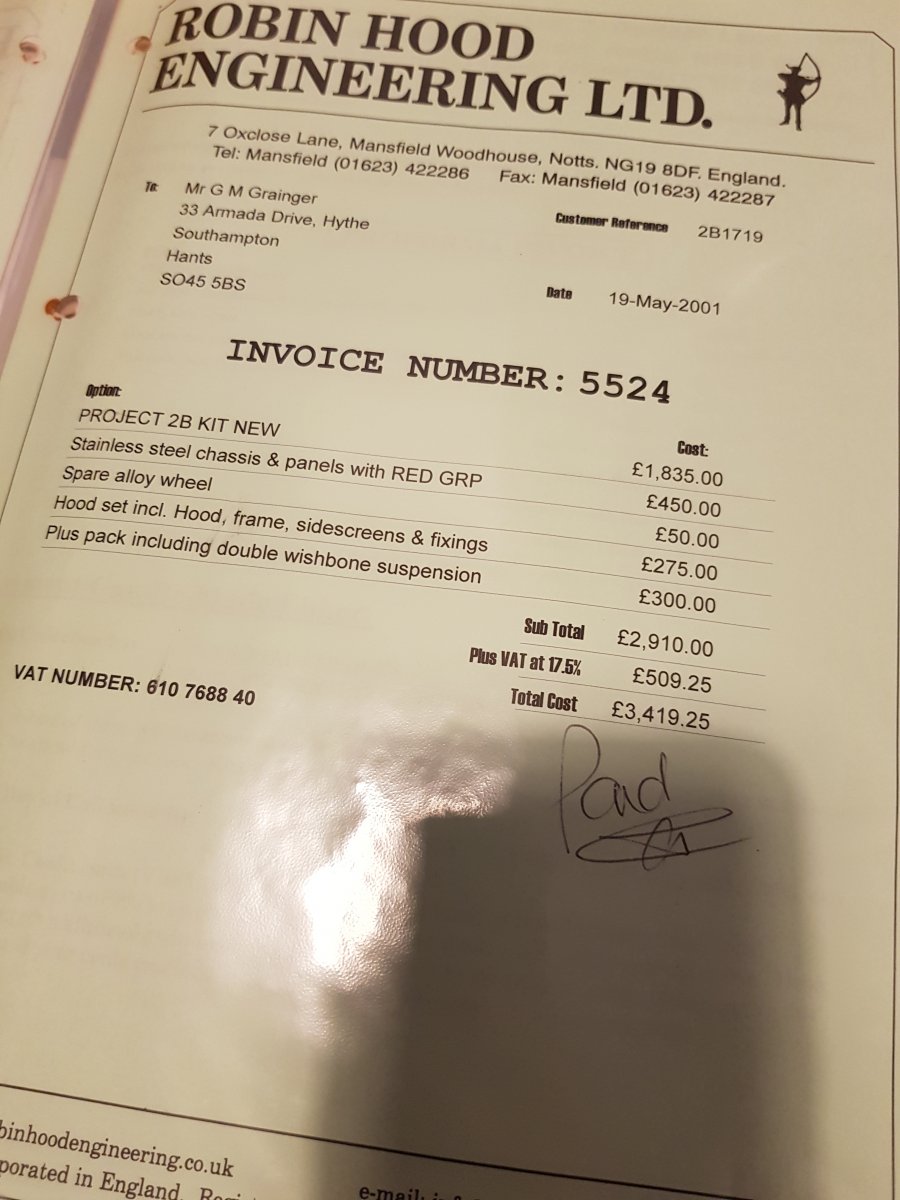 ROBIN HOOD
ENGINEERING LTD.
7 Oxclose Lane, Mansfield Woodhouse, Notts. NG19 8DF. England.
Tel: Mansfield (01623) 422286 Fax: Mansfield (01623) 422287
To: Mr G M Grainger
33 Armada Drive, Hythe
Southampton
Hants
SO45 5BS
Customer Reference 2B1719
Date 19-May-2001
INVOICE NUMBER: 5524
Option: Cost:
PROJECT 2B KIT NEW £1,835.00
Stainless steel chassis & panels with RED GRP £450.00
Spare alloy wheel £50.00
Hood set incl. Hood, frame, sidescreens & fixings £275.00
Plus pack including double wishbone suspension £300.00
Sub Total £2,910.00
Plus VAT at 17.5% £509.25
Total Cost £3,419.25
VAT NUMBER: 610 7688 40
Paid
binhoodengineering.co.uk
porated in England.
e-mail: